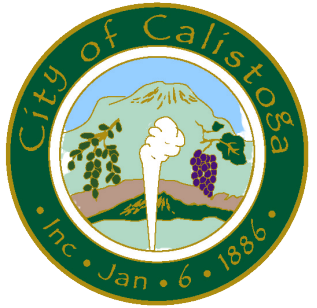 City of Calistoga
Inc • Jan • 6 • 1886